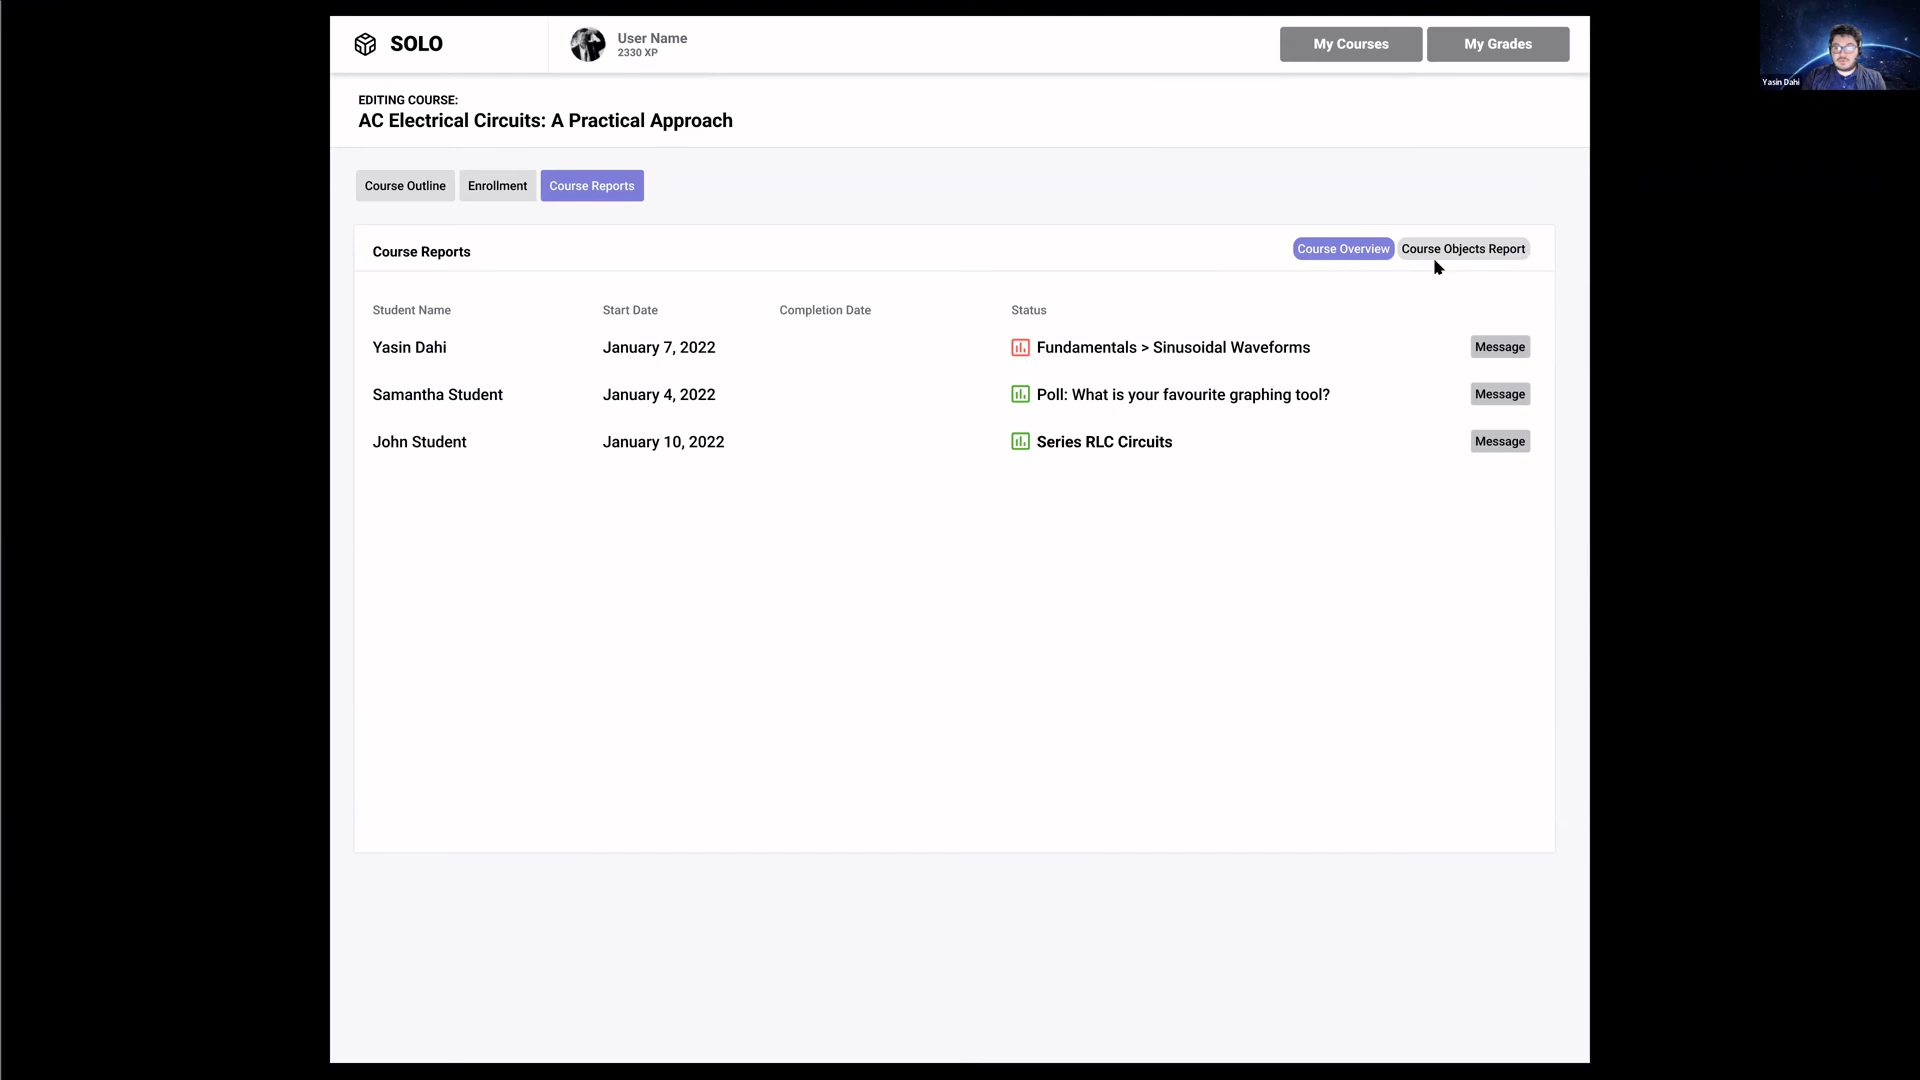 SOLO
User Name
2330 XP
My Courses
My Grades
Yasin Dahi
EDITING COURSE:
AC Electrical Circuits: A Practical Approach
Course Outline
Enrollment
Course Reports
Course Reports
Course Overview
Course Objects Report
Student Name
Start Date
Completion Date
Status
Yasin Dahi
January 7, 2022
Fundamentals > Sinusoidal Waveforms
Message
Samantha Student
January 4, 2022
Poll: What is your favourite graphing tool?
Message
John Student
January 10, 2022
Series RLC Circuits
Message